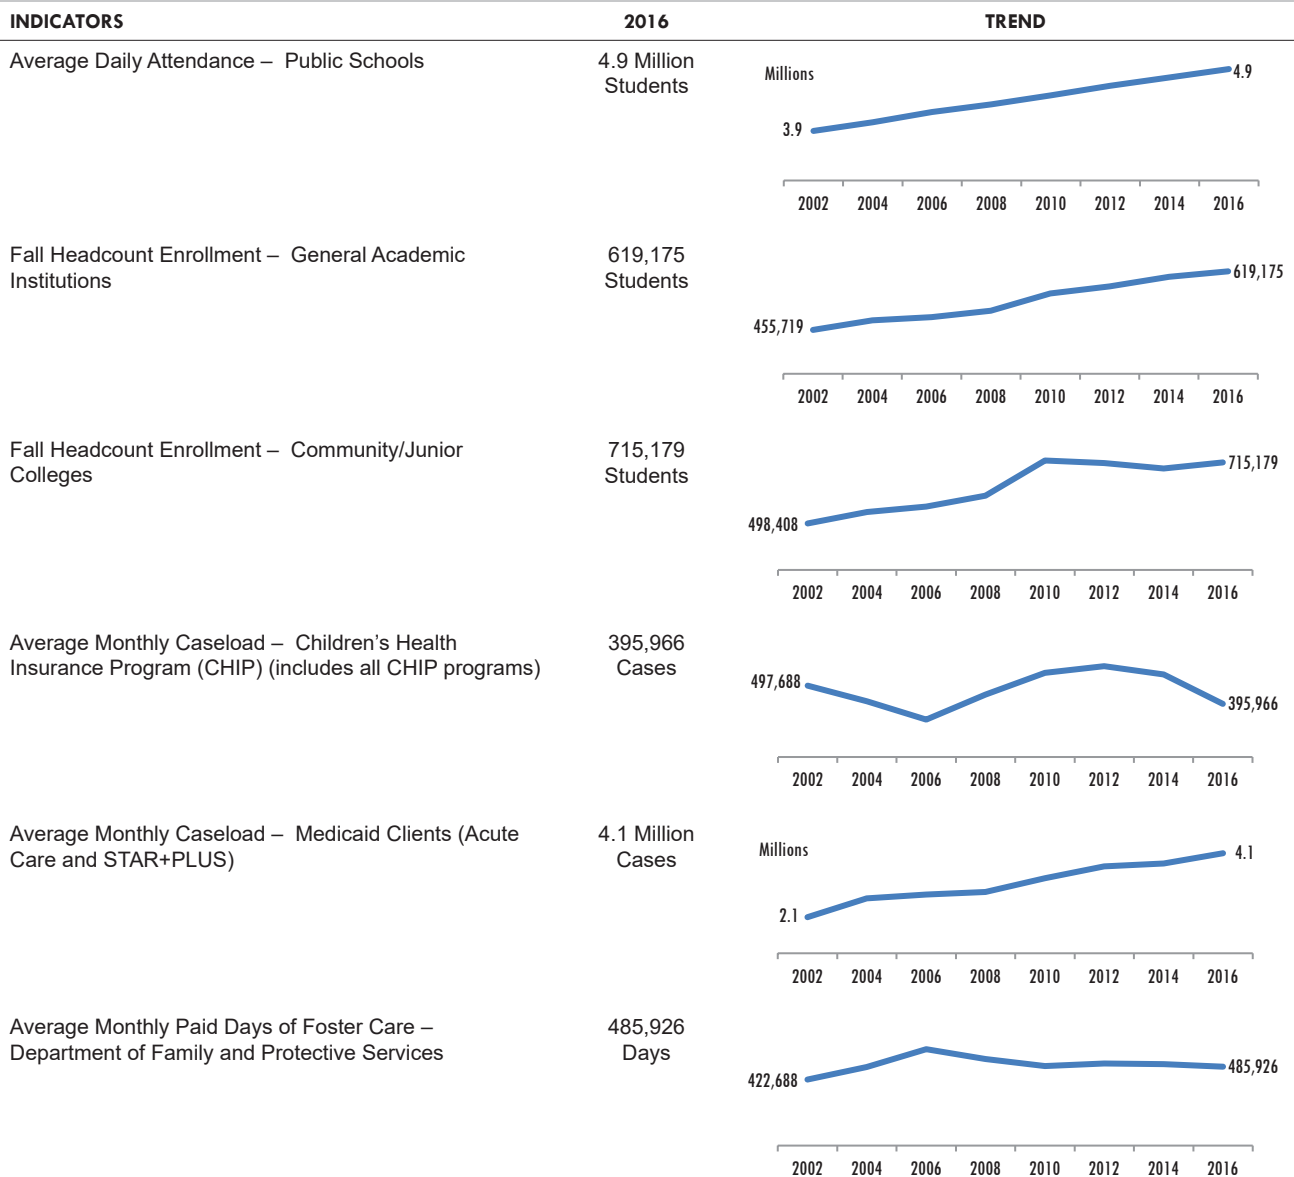 INDICATORS 2016 TREND
Average Daily Attendance – Public Schools
4.9 Million
Students
Millions
4.9
3.9
2002 2004 2006 2008 2010 2012 2014 2016
Fall Headcount Enrollment – General Academic
Institutions
619,175
Students
619,175
455,719
2002 2004 2006 2008 2010 2012 2014 2016
Fall Headcount Enrollment – Community/Junior
Colleges
715,179
Students
715,179
498,408
2002 2004 2006 2008 2010 2012 2014 2016
Average Monthly Caseload – Children’s Health
Insurance Program (CHIP) (includes all CHIP programs)
395,966
Cases
497,688
395,966
2002 2004 2006 2008 2010 2012 2014 2016
Average Monthly Caseload – Medicaid Clients (Acute
Care and STAR+PLUS)
4.1 Million
Cases
Millions
4.1
2.1
2002 2004 2006 2008 2010 2012 2014 2016
Average Monthly Paid Days of Foster Care –
Department of Family and Protective Services
485,926
Days
422,688
485,926
2002 2004 2006 2008 2010 2012 2014 2016